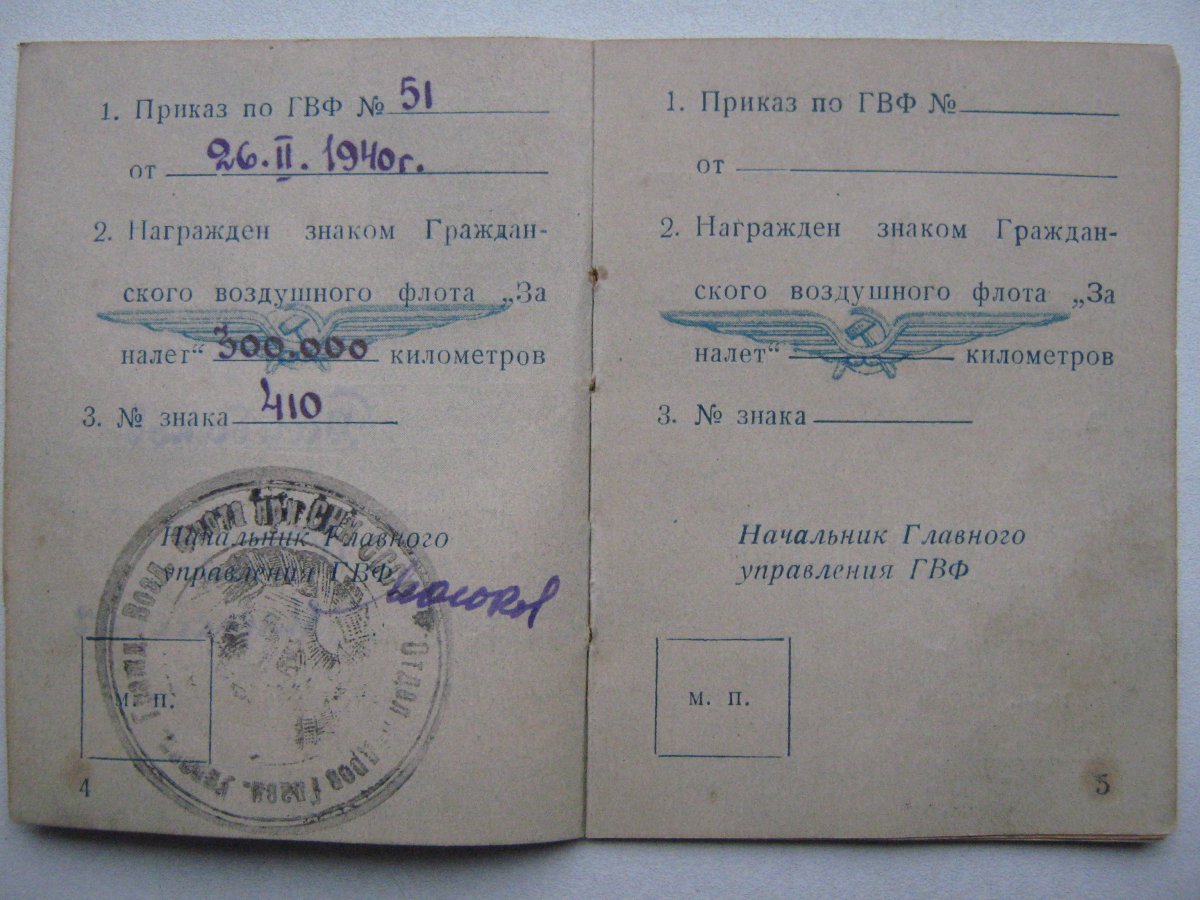 1. Приказ по ГВФ № 51
от 26.II.1940г.
2. Награжден знаком Граждан-
ского воздушного флота „За
налет“ 300.000 километров
3. № знака 410
Начальник Главного
управления ГВФ
м. п.
4
1. Приказ по ГВФ №
от
2. Награжден знаком Граждан-
ского воздушного флота „За
налет“ километров
3. № знака
Начальник Главного
управления ГВФ
м. п.
5